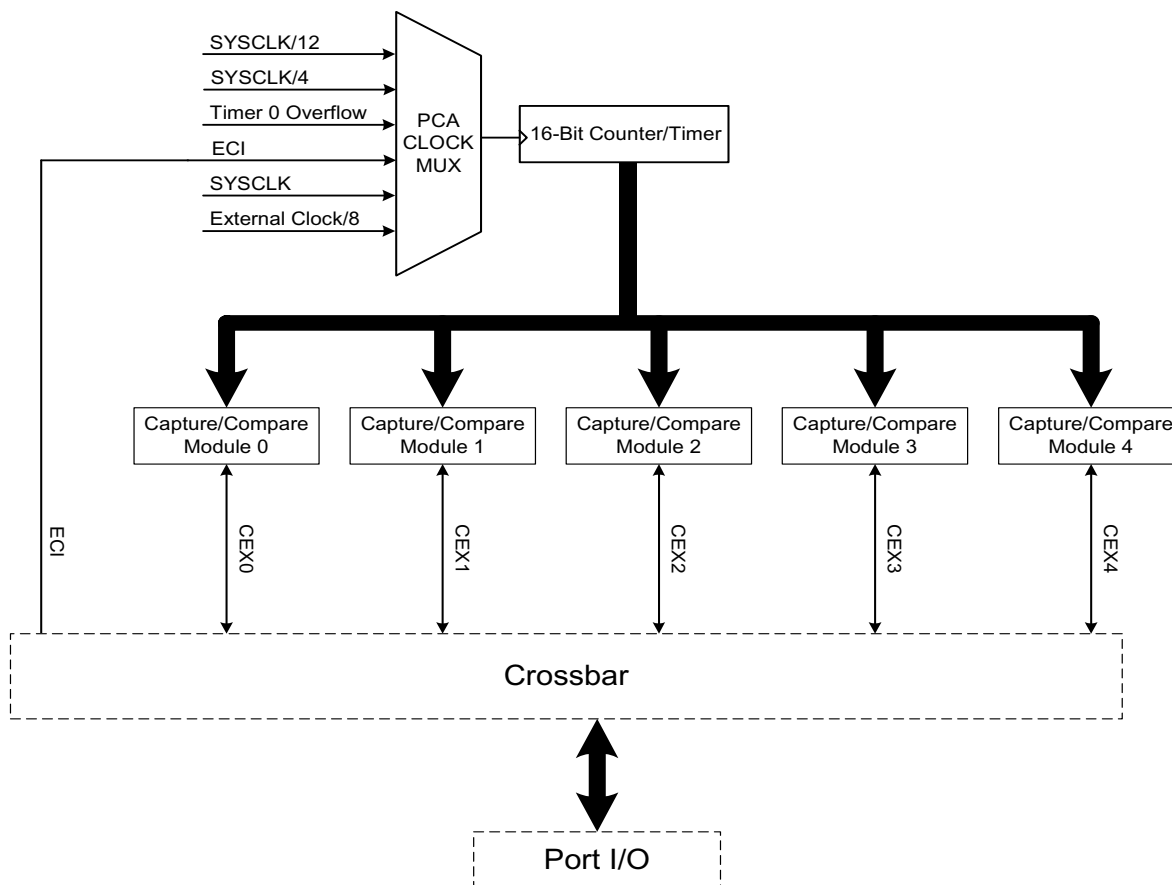 SYSCLK/12
SYSCLK/4
Timer 0 Overflow
ECI
SYSCLK
External Clock/8
PCA
CLOCK
MUX
16-Bit Counter/Timer
Capture/Compare
Module 0
Capture/Compare
Module 1
Capture/Compare
Module 2
Capture/Compare
Module 3
Capture/Compare
Module 4
ECI
CEX0
CEX1
CEX2
CEX3
CEX4
Crossbar
Port I/O